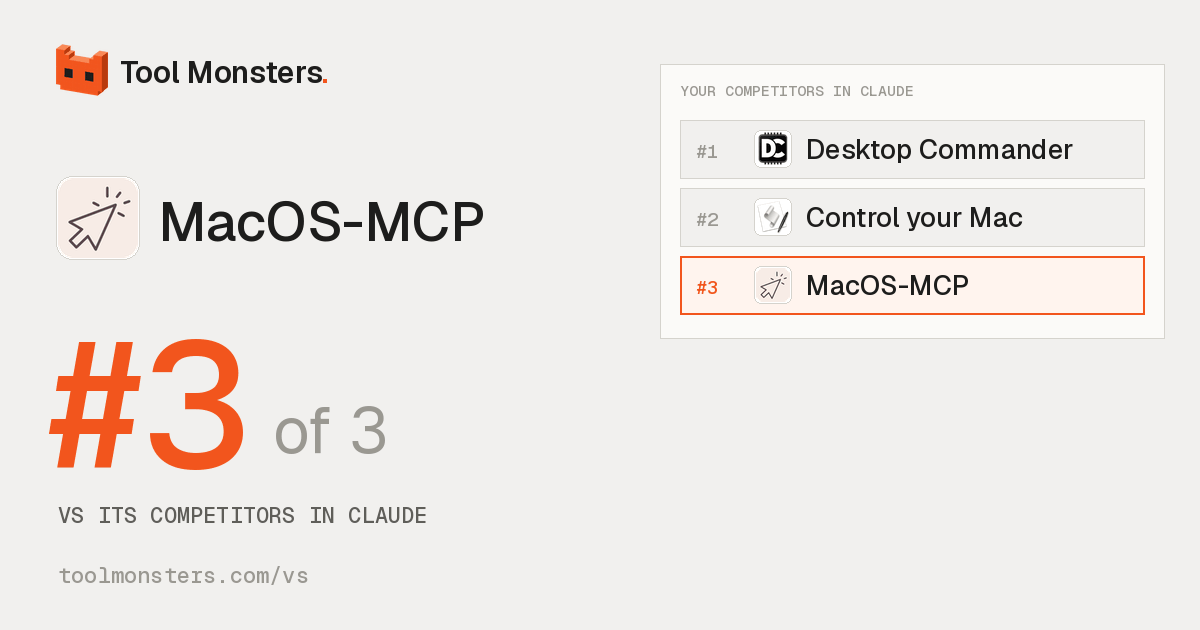 Tool Monsters.
MacOS-MCP
#3 of 3
VS ITS COMPETITORS IN CLAUDE
toolmonsters.com/vs
YOUR COMPETITORS IN CLAUDE
#1 DC Desktop Commander
#2 Control your Mac
#3 MacOS-MCP